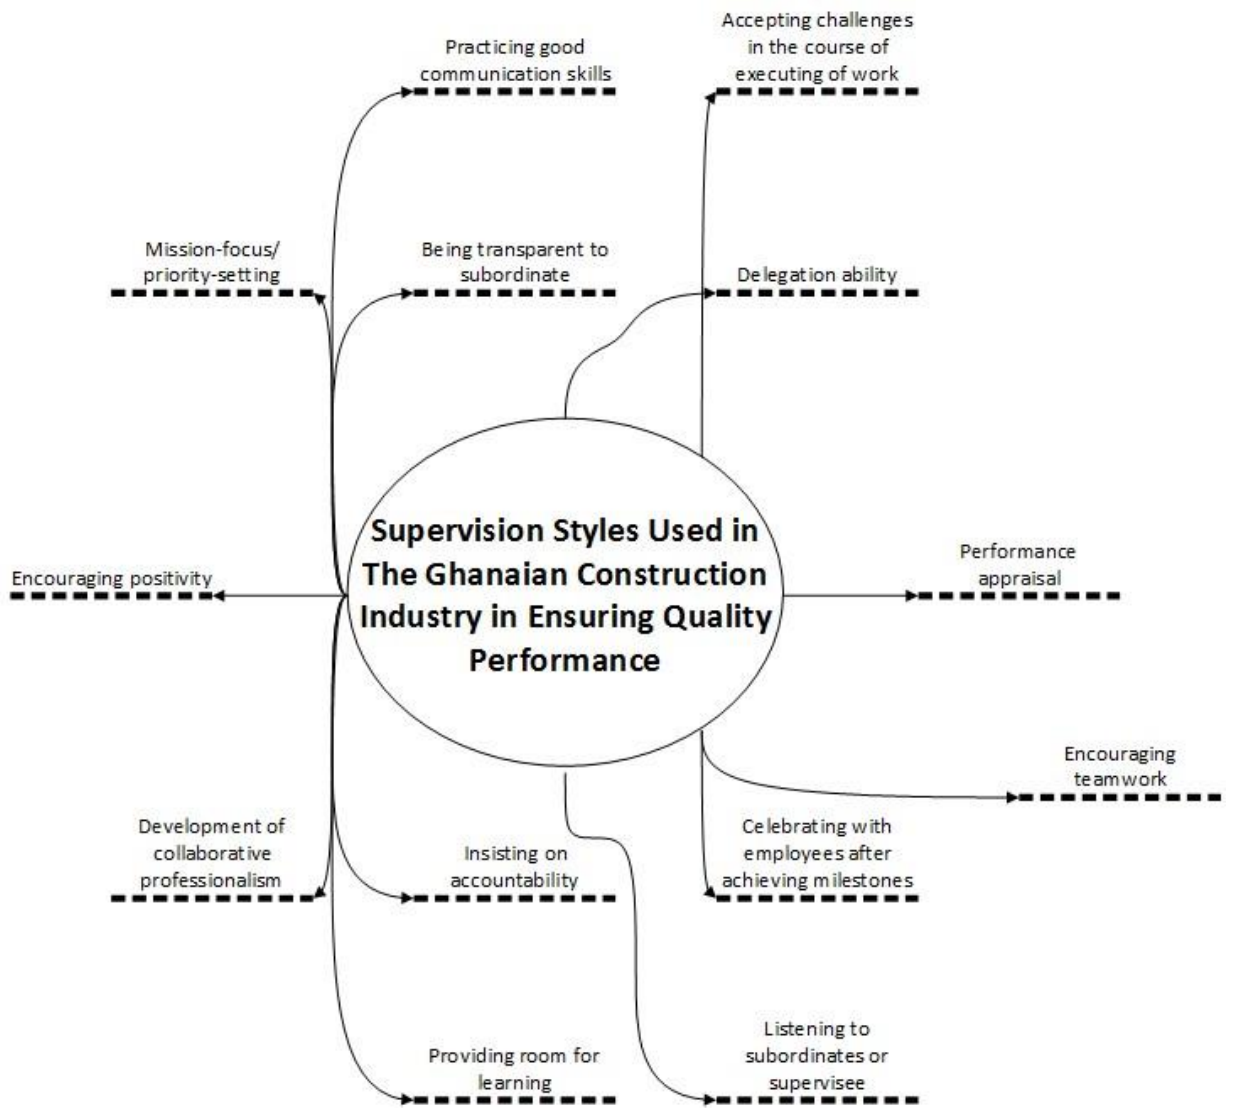 Accepting challenges
in the course of
executing of work
Practicing good
communication skills
Mission-focus/
priority-setting
Being transparent to
subordinate
Delegation ability
Supervision Styles Used in
The Ghanaian Construction
Industry in Ensuring Quality
Performance
Encouraging positivity
Performance
appraisal
Encouraging
teamwork
Development of
collaborative
professionalism
Insisting on
accountability
Celebrating with
employees after
achieving milestones
Providing room for
learning
Listening to
subordinates or
supervisee